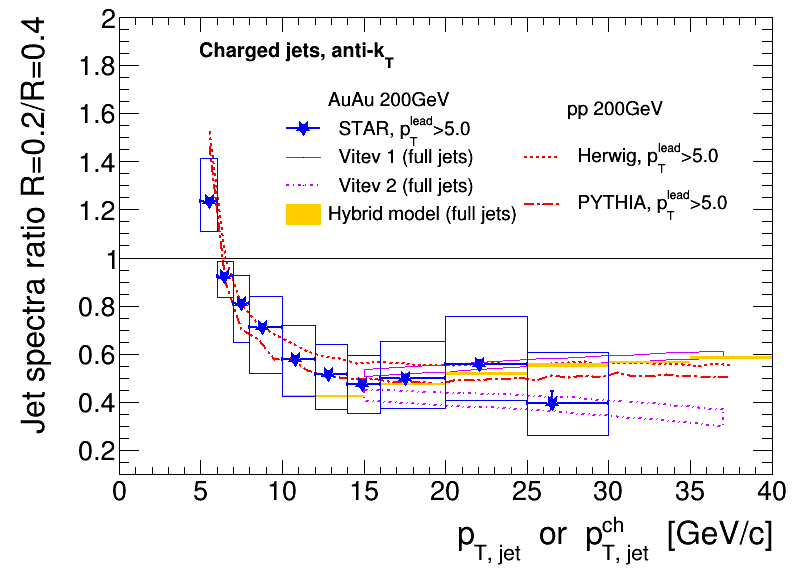 Jet spectra ratio R=0.2/R=0.4
2
1.8
1.6
1.4
1.2
1
0.8
0.6
0.4
0.2
Charged jets, anti-k_T
AuAu 200GeV
STAR, p_T^lead>5.0
Vitev 1 (full jets)
Vitev 2 (full jets)
Hybrid model (full jets)
pp 200GeV
Herwig, p_T^lead>5.0
PYTHIA, p_T^lead>5.0
0 5 10 15 20 25 30 35 40
p_T, jet or p_T, jet^ch [GeV/c]